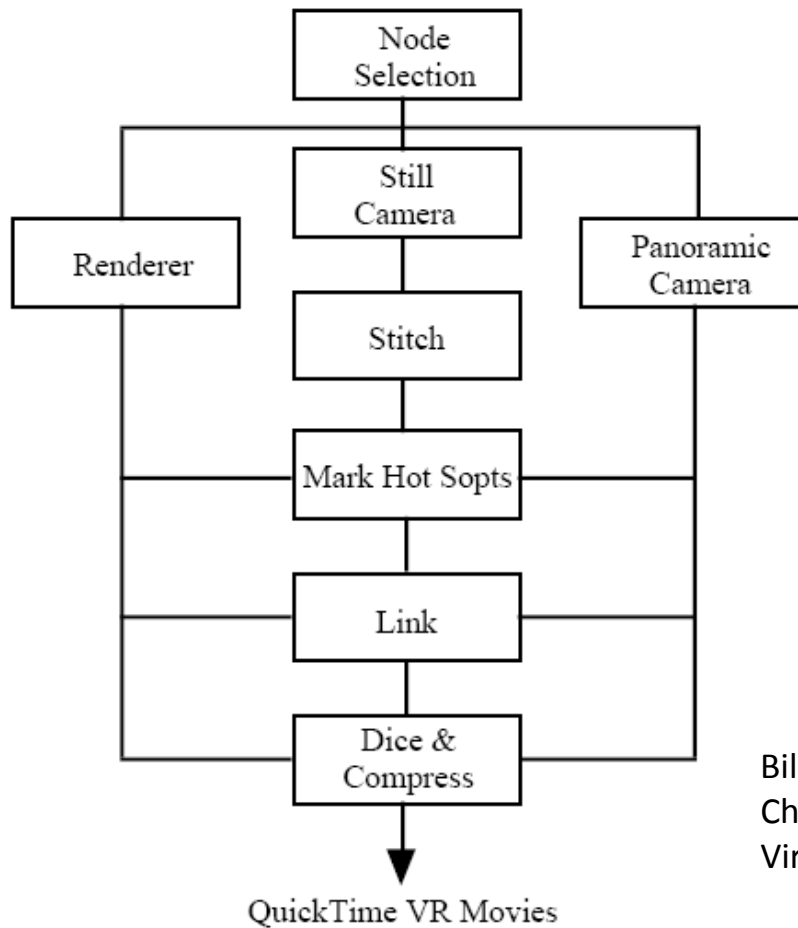 Node
Selection
Still
Camera
Renderer
Panoramic
Camera
Stitch
Mark Hot Sopts
Link
Dice &
Compress
QuickTime VR Movies
Bil
Ch
Vir